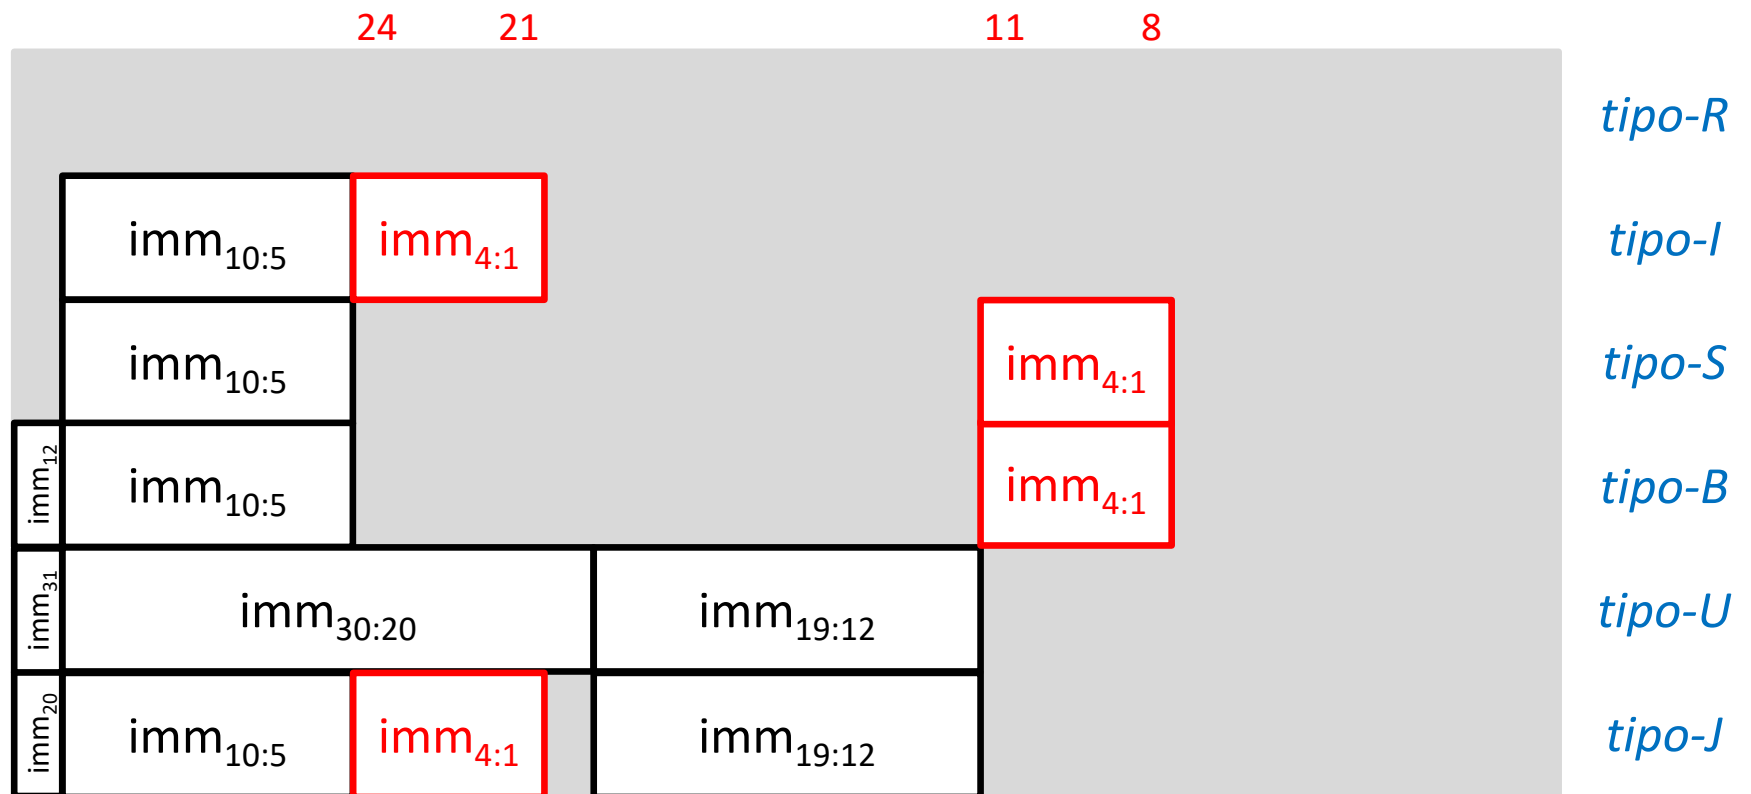 24 21 11 8
tipo-R
imm10:5 imm4:1 tipo-I
imm10:5 imm4:1 tipo-S
imm12 imm10:5 imm4:1 tipo-B
imm31 imm30:20 imm19:12 tipo-U
imm20 imm10:5 imm4:1 imm19:12 tipo-J